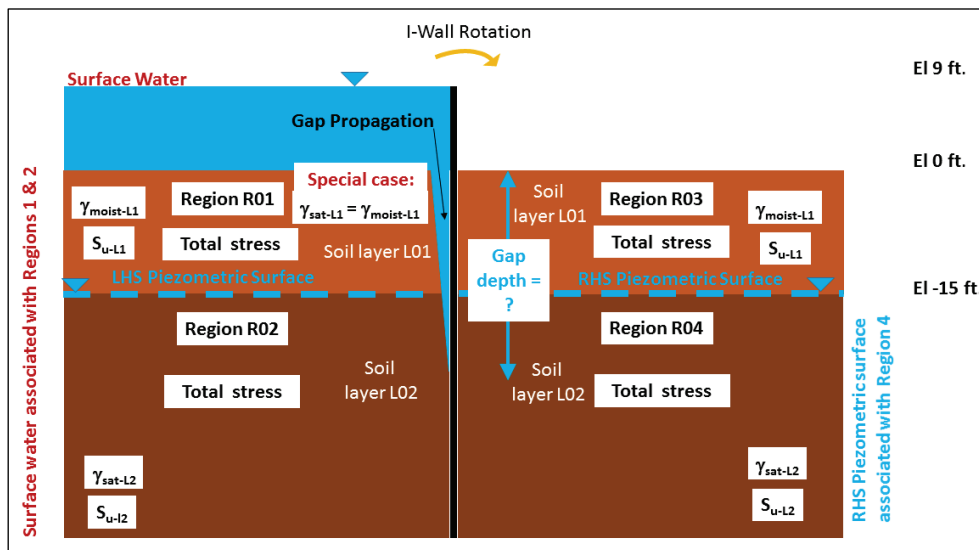 I-Wall Rotation
El 9 ft.
Surface Water
Gap Propagation
El 0 ft.
Special case:
γsat-L1 = γmoist-L1
Region R01
γmoist-L1
Su-L1
Total stress
Soil layer L01
Soil
layer L01
Region R03
γmoist-L1
Total stress
Su-L1
Gap
depth =
?
LHS Piezometric Surface
RHS Piezometric Surface
El -15 ft
Region R02
Region R04
Soil
layer L02
Soil
layer L02
Total stress
Total stress
γsat-L2
Su-l2
γsat-L2
Su-L2
Surface water associated with Regions 1 & 2
RHS Piezometric surface
associated with Region 4